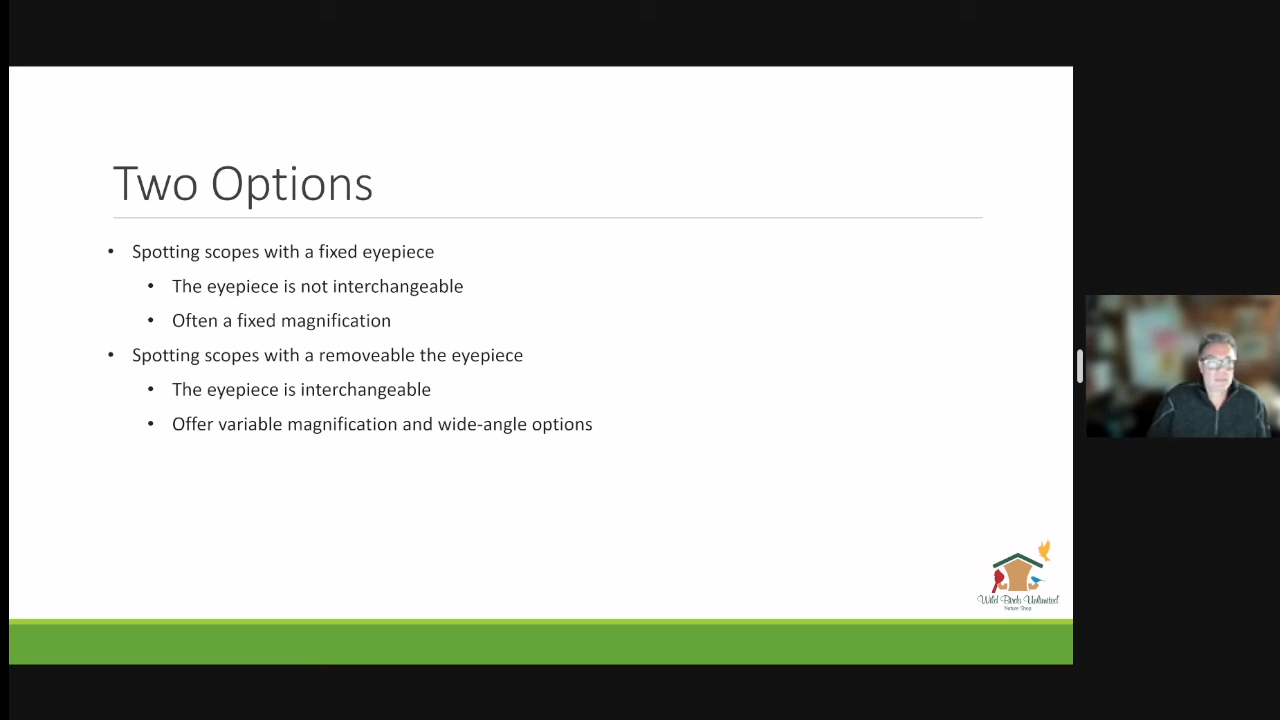 Two Options
• Spotting scopes with a fixed eyepiece
• The eyepiece is not interchangeable
• Often a fixed magnification
• Spotting scopes with a removeable the eyepiece
• The eyepiece is interchangeable
• Offer variable magnification and wide-angle options
Wild Birds Unlimited
Nature Shop